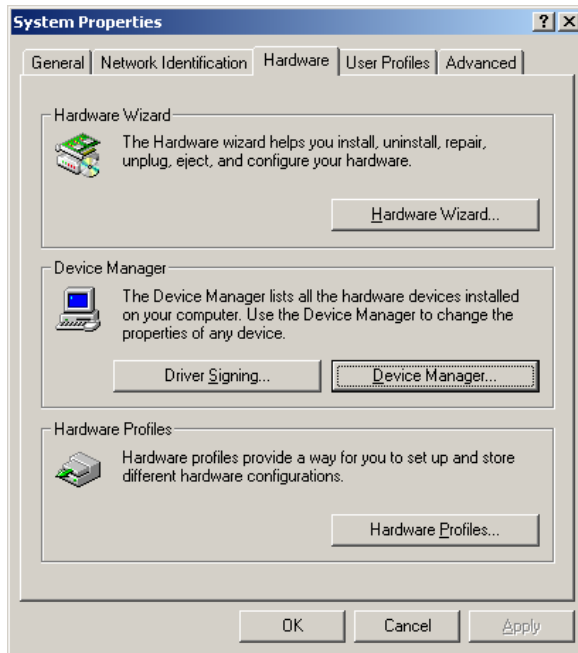 System Properties
General Network Identification Hardware User Profiles Advanced
Hardware Wizard
The Hardware wizard helps you install, uninstall, repair,
unplug, eject, and configure your hardware.
Hardware Wizard...
Device Manager
The Device Manager lists all the hardware devices installed
on your computer. Use the Device Manager to change the
properties of any device.
Driver Signing... Device Manager...
Hardware Profiles
Hardware profiles provide a way for you to set up and store
different hardware configurations.
Hardware Profiles...
OK Cancel Apply